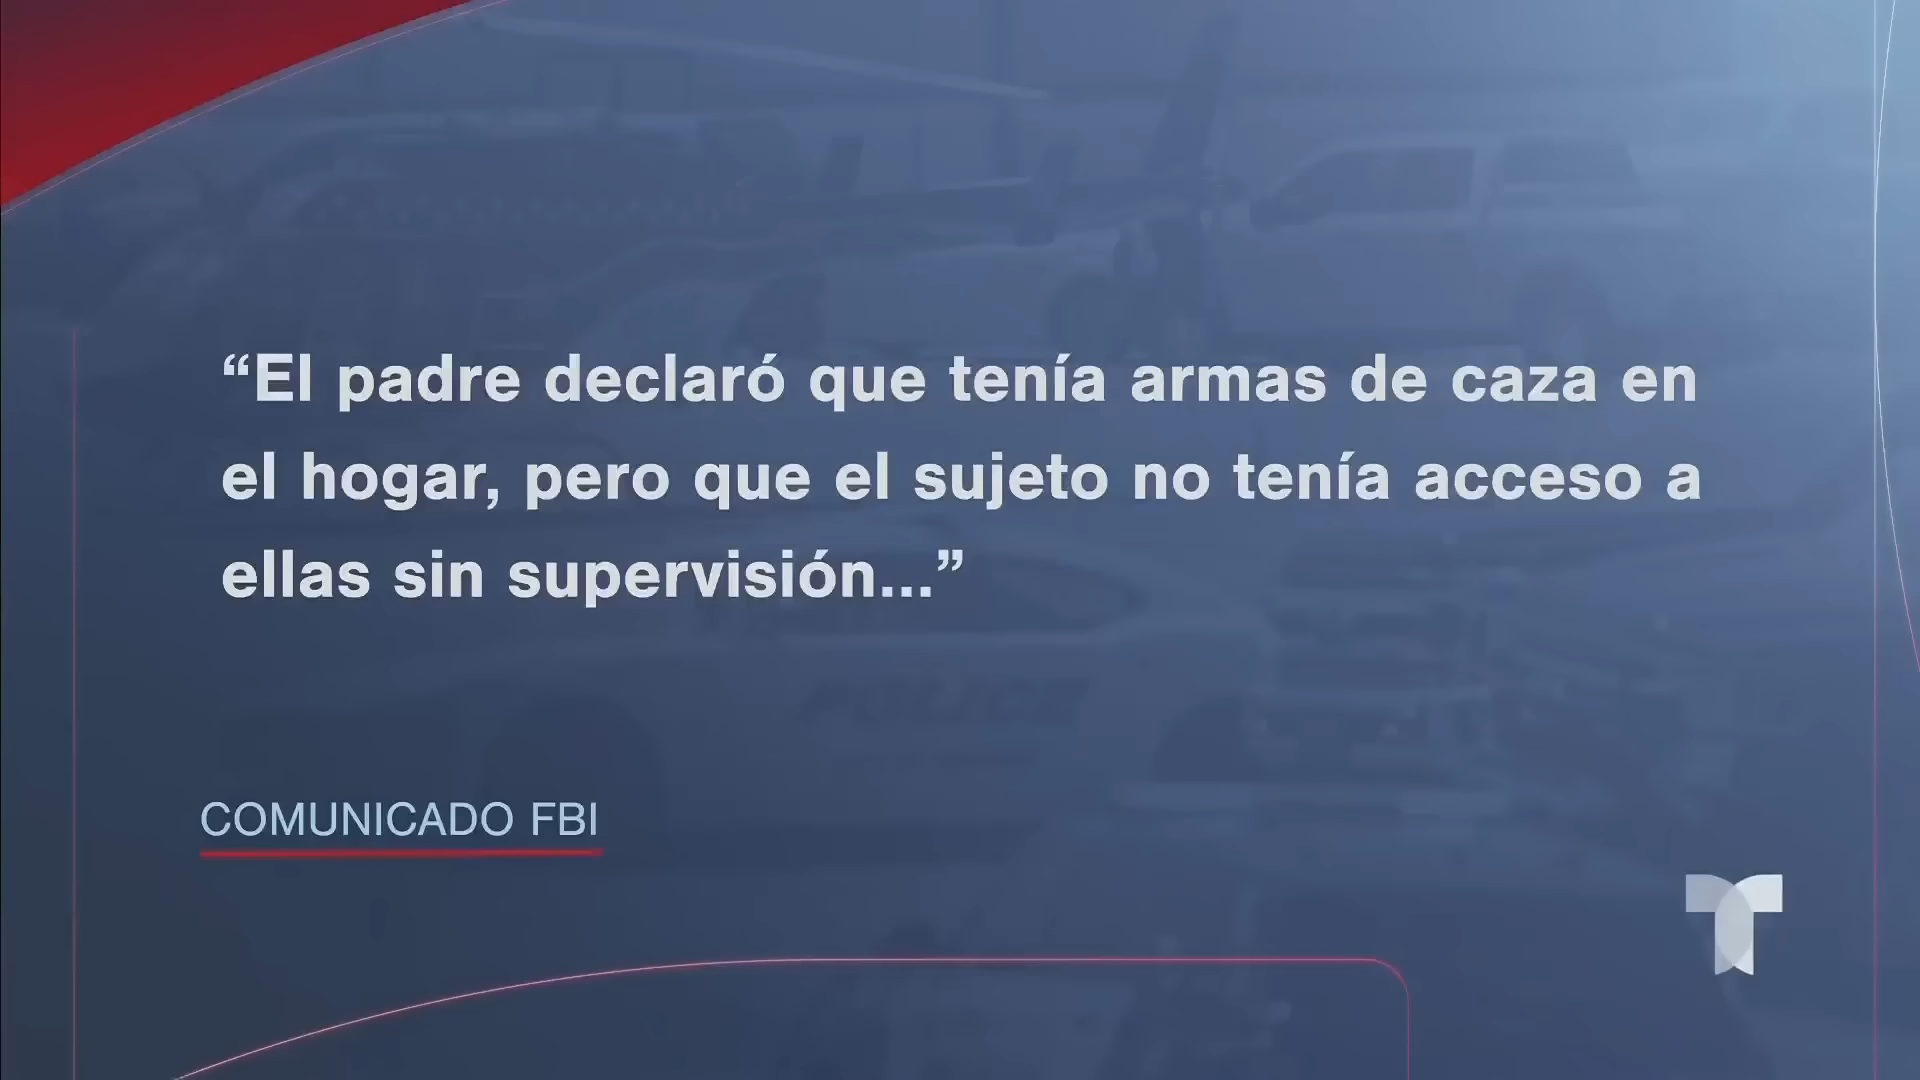 “El padre declaró que tenía armas de caza en
el hogar, pero que el sujeto no tenía acceso a
ellas sin supervisión...”
COMUNICADO FBI
POLICE